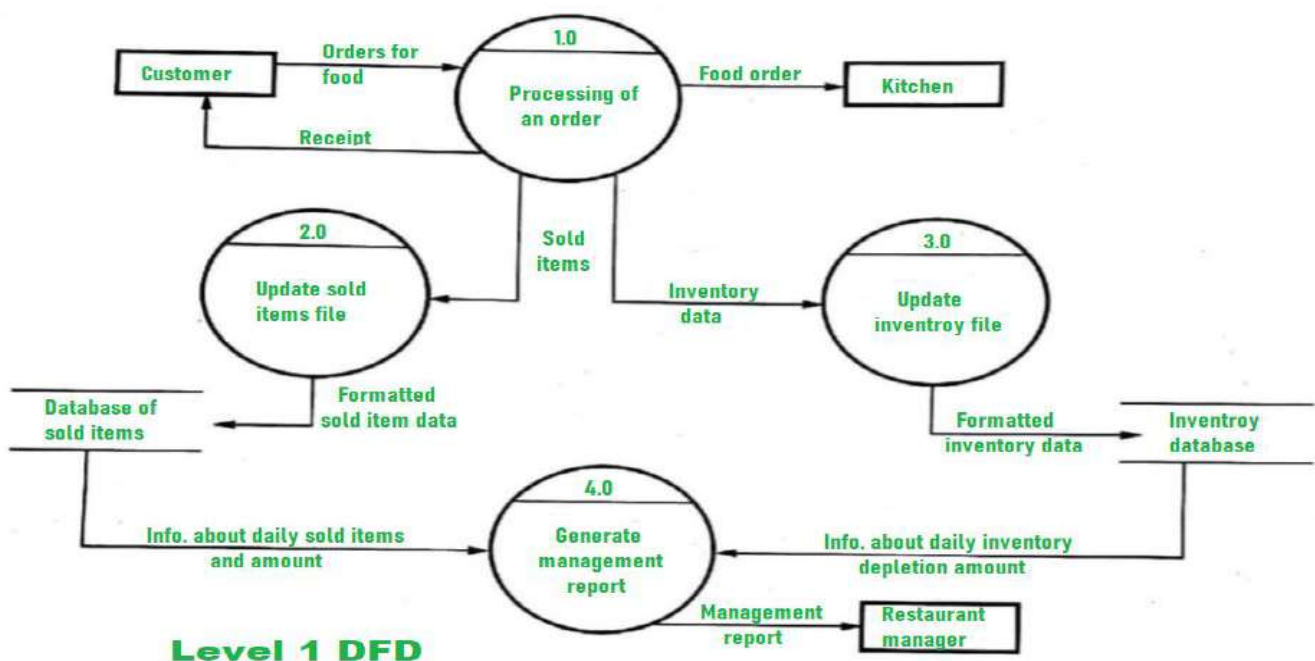 1.0
Orders for
food
Customer
Food order
Kitchen
Processing of
an order
Receipt
2.0
Sold
items
3.0
Update sold
items file
Inventory
data
Update
inventroy file
Formatted
sold item data
Database of
sold items
Formatted
inventory data
Inventroy
database
4.0
Info. about daily sold items
and amount
Generate
management
report
Info. about daily inventory
depletion amount
Management
report
Restaurant
manager
Level 1 DFD